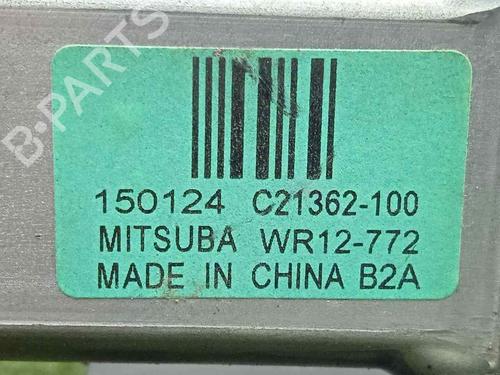 B-PARTS
150124 C21362-100
MITSUBA WR12-772
MADE IN CHINA B2A